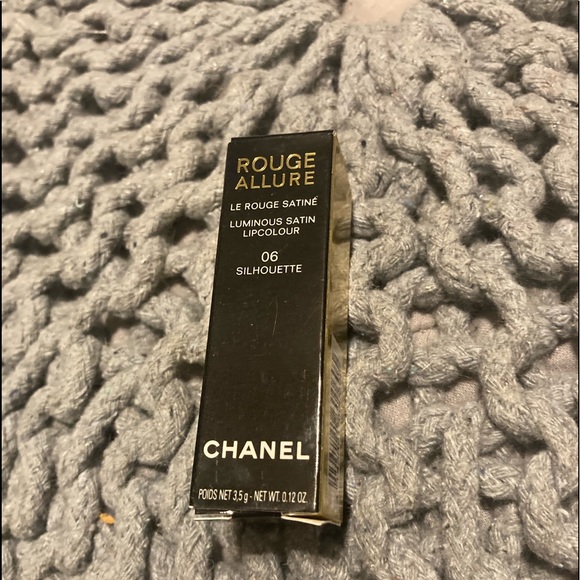 ROUGE
ALLURE
LE ROUGE SATINÉ
LUMINOUS SATIN
LIPCOLOUR
06
SILHOUETTE
CHANEL
POIDS NET 3,5 g - NET WT. 0.12 OZ.